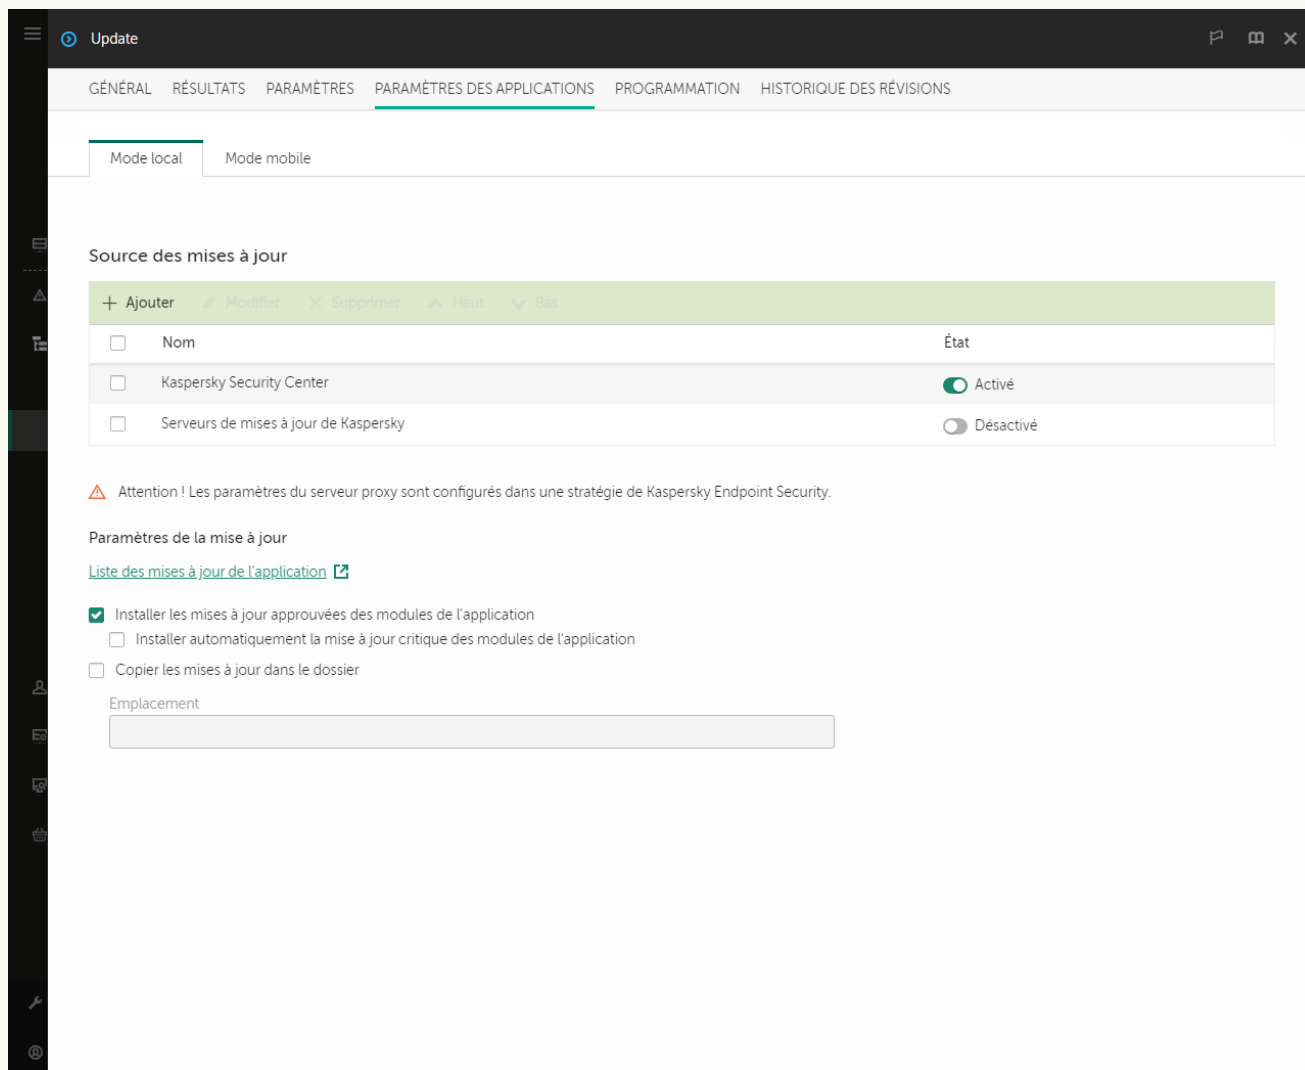 Update
GÉNÉRAL RÉSULTATS PARAMÈTRES PARAMÈTRES DES APPLICATIONS PROGRAMMATION HISTORIQUE DES RÉVISIONS
Mode local Mode mobile
Source des mises à jour
Ajouter Modifier Supprimer Haut Bas
Nom État
Kaspersky Security Center Activé
Serveurs de mises à jour de Kaspersky Désactivé
Attention ! Les paramètres du serveur proxy sont configurés dans une stratégie de Kaspersky Endpoint Security.
Paramètres de la mise à jour
Liste des mises à jour de l'application
Installer les mises à jour approuvées des modules de l'application
Installer automatiquement la mise à jour critique des modules de l'application
Copier les mises à jour dans le dossier
Emplacement